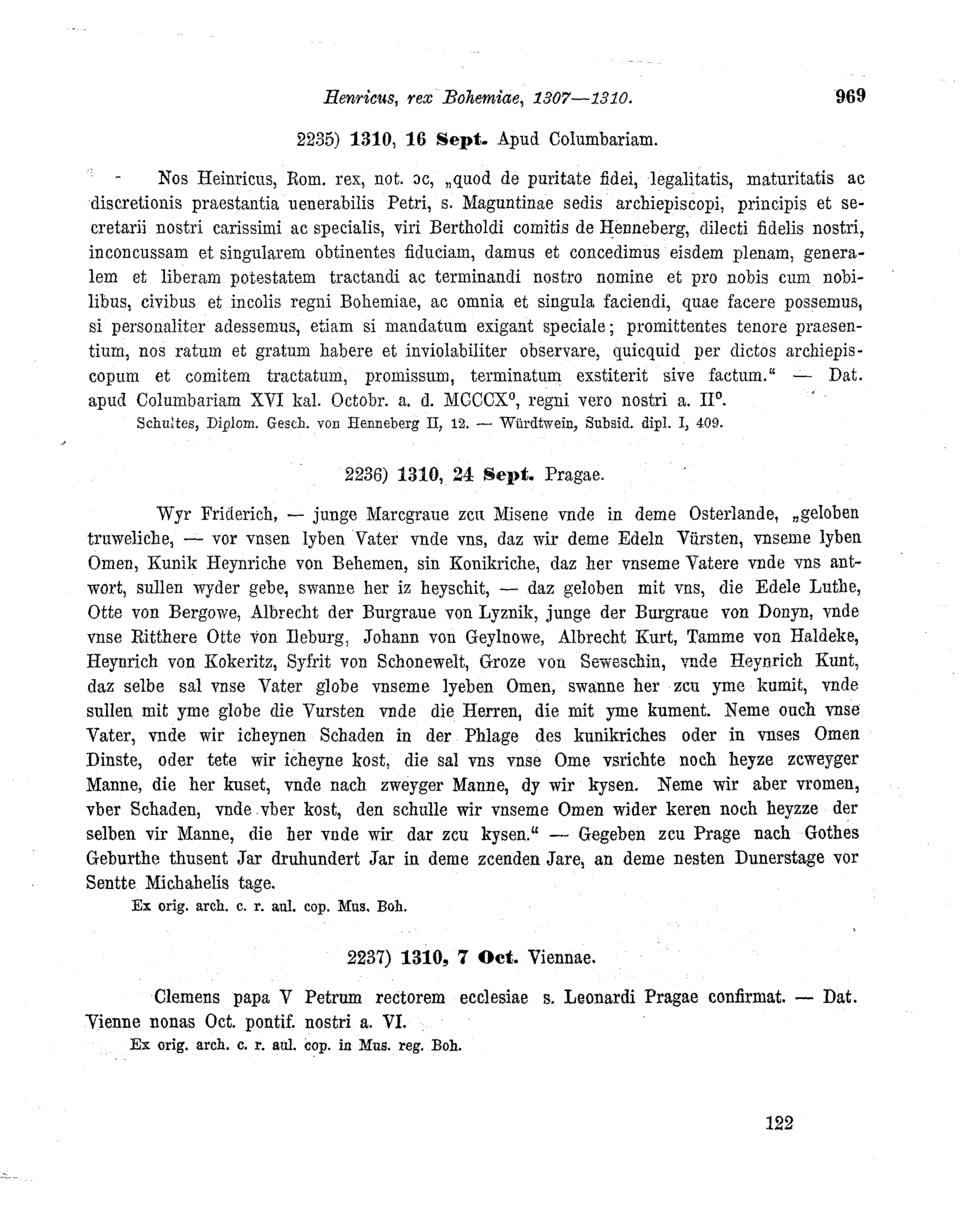 Henricus, rex Bohemiae, 1307—1310. 969
2235) 1310, 16 Sept. Apud Columbariam.
Nos Heinricus, Rom. rex, not. ɔc, „quod de puritate fidei, legalitatis, maturitatis ac
discretionis praestantia uenerabilis Petri, s. Maguntinae sedis archiepiscopi, principis et se-
cretarii nostri carissimi ac specialis, viri Bertholdi comitis de Henneberg, dilecti fidelis nostri,
inconcussam et singularem obtinentes fiduciam, damus et concedimus eisdem plenam, genera-
lem et liberam potestatem tractandi ac terminandi nostro nomine et pro nobis cum nobi-
libus, civibus et incolis regni Bohemiae, ac omnia et singula faciendi, quae facere possemus,
si personaliter adessemus, etiam si mandatum exigant speciale; promittentes tenore praesen-
tium, nos ratum et gratum habere et inviolabiliter observare, quicquid per dictos archiepis-
copum et comitem tractatum, promissum, terminatum exstiterit sive factum.“ — Dat.
apud Columbariam XVI kal. Octobr. a. d. MCCCX⁰, regni vero nostri a. II⁰.
Schultes, Diplom. Gesch. von Henneberg II, 12. — Würdtwein, Subsid. dipl. I, 409.
2236) 1310, 24 Sept. Pragae.
Wyr Friderich, — junge Marcgraue zcu Misene vnde in deme Osterlande, „geloben
truweliche, — vor vnsen lyben Vater vnde vns, daz wir deme Edeln Vürsten, vnseme lyben
Omen, Kunik Heynriche von Behemen, sin Konikriche, daz her vnseme Vatere vnde vns ant-
wort, sullen wyder gebe, swanne her iz heyschit, — daz geloben mit vns, die Edele Luthe,
Otte von Bergowe, Albrecht der Burgraue von Lyznik, junge der Burgraue von Donyn, vnde
vnse Ritthere Otte von Ileburg, Johann von Geylnowe, Albrecht Kurt, Tamme von Haldeke,
Heynrich von Kokeritz, Syfrit von Schonewelt, Groze von Seweschin, vnde Heynrich Kunt,
daz selbe sal vnse Vater globe vnseme lyeben Omen, swanne her zcu yme kumit, vnde
sullen mit yme globe die Vursten vnde die Herren, die mit yme kument. Neme ouch vnse
Vater, vnde wir icheynen Schaden in der Phlage des kunikriches oder in vnses Omen
Dinste, oder tete wir icheyne kost, die sal vns vnse Ome vsrichte noch heyze zcweyger
Manne, die her kuset, vnde nach zweyger Manne, dy wir kysen. Neme wir aber vromen,
vber Schaden, vnde vber kost, den schulle wir vnseme Omen wider keren noch heyzze der
selben vir Manne, die her vnde wir dar zcu kysen.“ — Gegeben zcu Prage nach Gothes
Geburthe thusent Jar druhundert Jar in deme zcenden Jare, an deme nesten Dunerstage vor
Sentte Michahelis tage.
Ex orig. arch. c. r. aul. cop. Mus. Boh.
2237) 1310, 7 Oct. Viennae.
Clemens papa V Petrum rectorem ecclesiae s. Leonardi Pragae confirmat. — Dat.
Vienne nonas Oct. pontif. nostri a. VI.
Ex orig. arch. c. r. aul. cop. in Mus. reg. Boh.
122